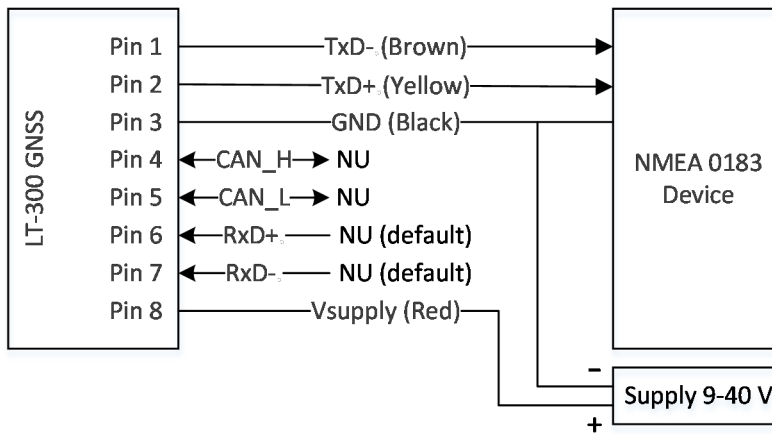 LT-300 GNSS
Pin 1 TxD- (Brown)
Pin 2 TxD+ (Yellow)
Pin 3 GND (Black)
Pin 4 CAN_H NU
Pin 5 CAN_L NU
Pin 6 RxD+ NU (default)
Pin 7 RxD- NU (default)
Pin 8 Vsupply (Red)
NMEA 0183
Device
-
Supply 9-40 V
+